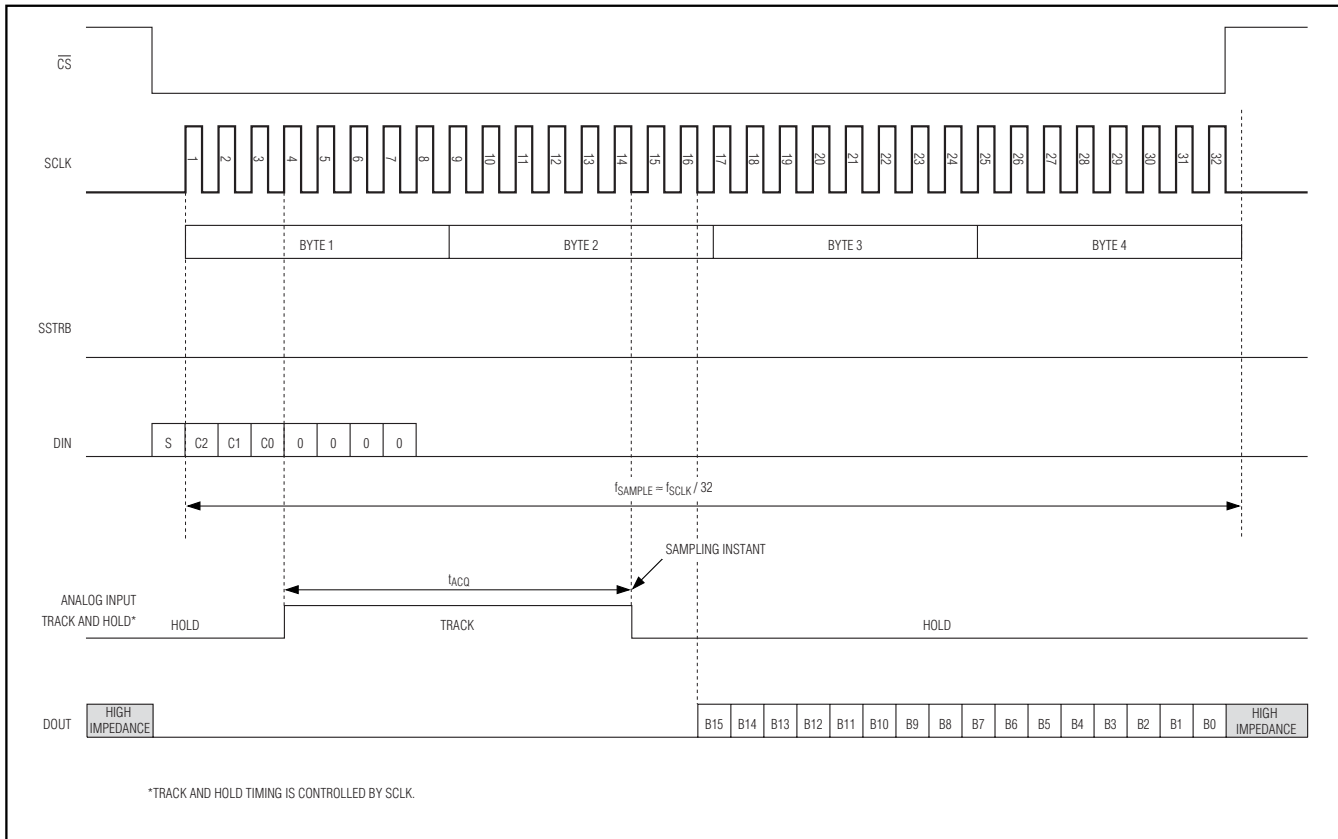 CS
SCLK
1 2 3 4 5 6 7 8 9 10 11 12 13 14 15 16 17 18 19 20 21 22 23 24 25 26 27 28 29 30 31 32
BYTE 1 BYTE 2 BYTE 3 BYTE 4
SSTRB
DIN
S C2 C1 C0 0 0 0 0
fSAMPLE = fSCLK / 32
SAMPLING INSTANT
tACQ
ANALOG INPUT
TRACK AND HOLD*
HOLD TRACK HOLD
DOUT
HIGH
IMPEDANCE
B15 B14 B13 B12 B11 B10 B9 B8 B7 B6 B5 B4 B3 B2 B1 B0
HIGH
IMPEDANCE
*TRACK AND HOLD TIMING IS CONTROLLED BY SCLK.